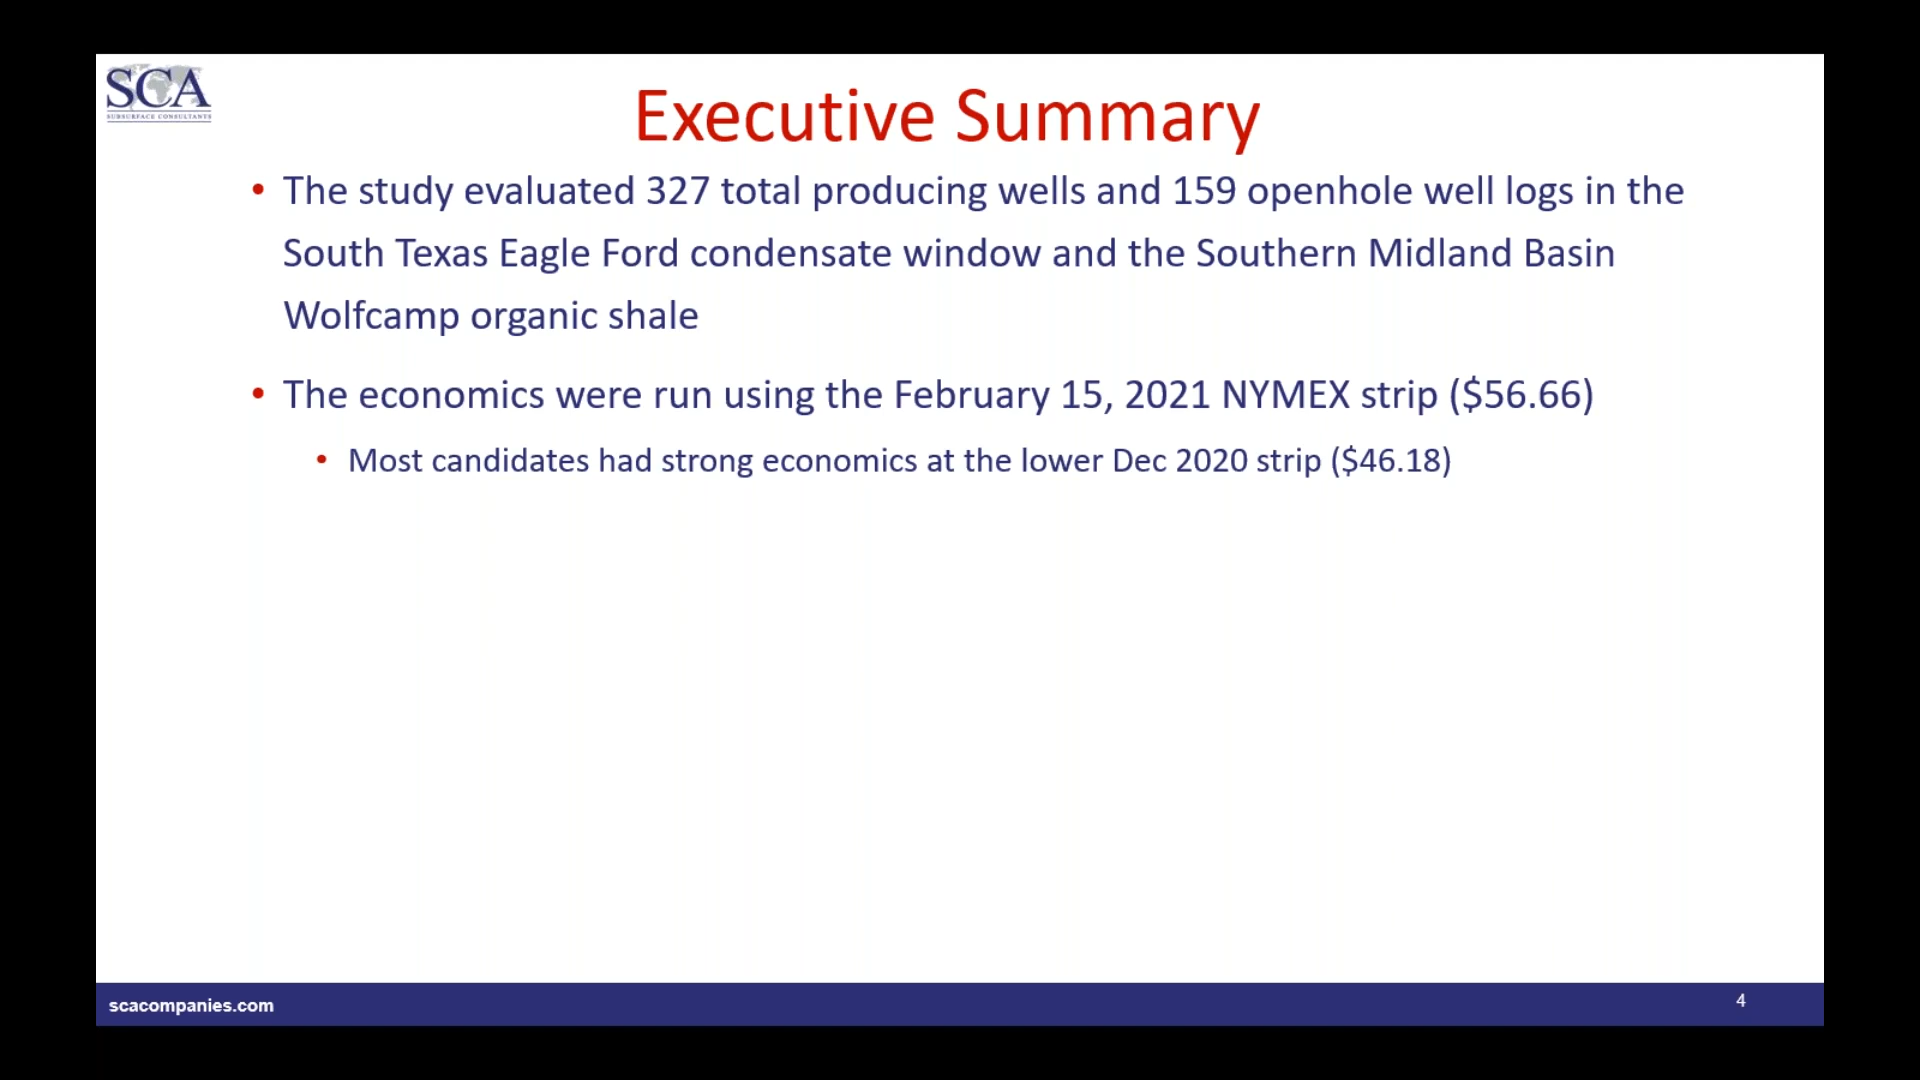 SCA
SUBSURFACE CONSULTANTS
Executive Summary
• The study evaluated 327 total producing wells and 159 openhole well logs in the
South Texas Eagle Ford condensate window and the Southern Midland Basin
Wolfcamp organic shale
• The economics were run using the February 15, 2021 NYMEX strip ($56.66)
• Most candidates had strong economics at the lower Dec 2020 strip ($46.18)
scacompanies.com
4